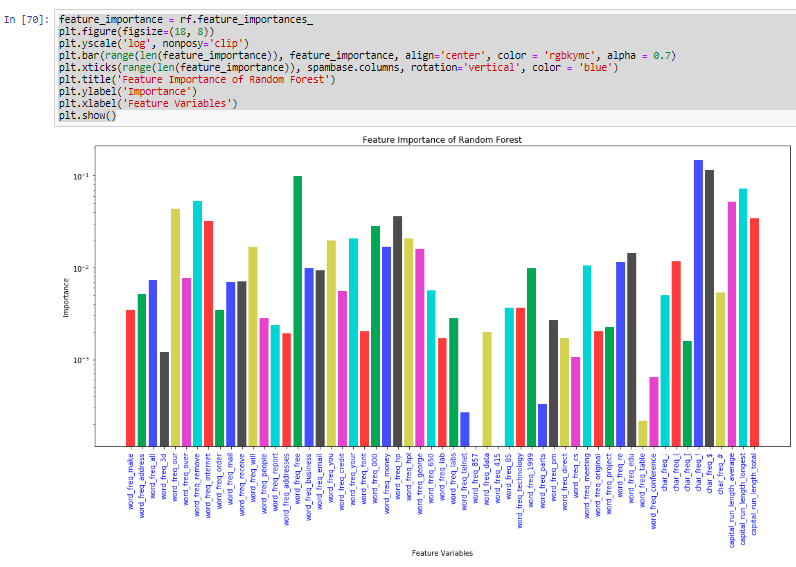 In [70]:
feature_importance = rf.feature_importances_
plt.figure(figsize=(18, 8))
plt.yscale('log', nonposy='clip')
plt.bar(range(len(feature_importance)), feature_importance, align='center', color = 'rgbkymc', alpha = 0.7)
plt.xticks(range(len(feature_importance)), spambase.columns, rotation='vertical', color = 'blue')
plt.title('Feature Importance of Random Forest')
plt.ylabel('Importance')
plt.xlabel('Feature Variables')
plt.show()
Feature Importance of Random Forest
10⁻¹
10⁻²
10⁻³
Importance
word_freq_make
word_freq_address
word_freq_all
word_freq_3d
word_freq_our
word_freq_over
word_freq_remove
word_freq_internet
word_freq_order
word_freq_mail
word_freq_receive
word_freq_will
word_freq_people
word_freq_report
word_freq_addresses
word_freq_free
word_freq_business
word_freq_email
word_freq_you
word_freq_credit
word_freq_your
word_freq_font
word_freq_000
word_freq_money
word_freq_hp
word_freq_hpl
word_freq_george
word_freq_650
word_freq_lab
word_freq_labs
word_freq_telnet
word_freq_857
word_freq_data
word_freq_415
word_freq_85
word_freq_technology
word_freq_1999
word_freq_parts
word_freq_pm
word_freq_direct
word_freq_cs
word_freq_meeting
word_freq_original
word_freq_project
word_freq_re
word_freq_edu
word_freq_table
word_freq_conference
char_freq_;
char_freq_(
char_freq_[
char_freq_!
char_freq_$
char_freq_#
capital_run_length_average
capital_run_length_longest
capital_run_length_total
Feature Variables